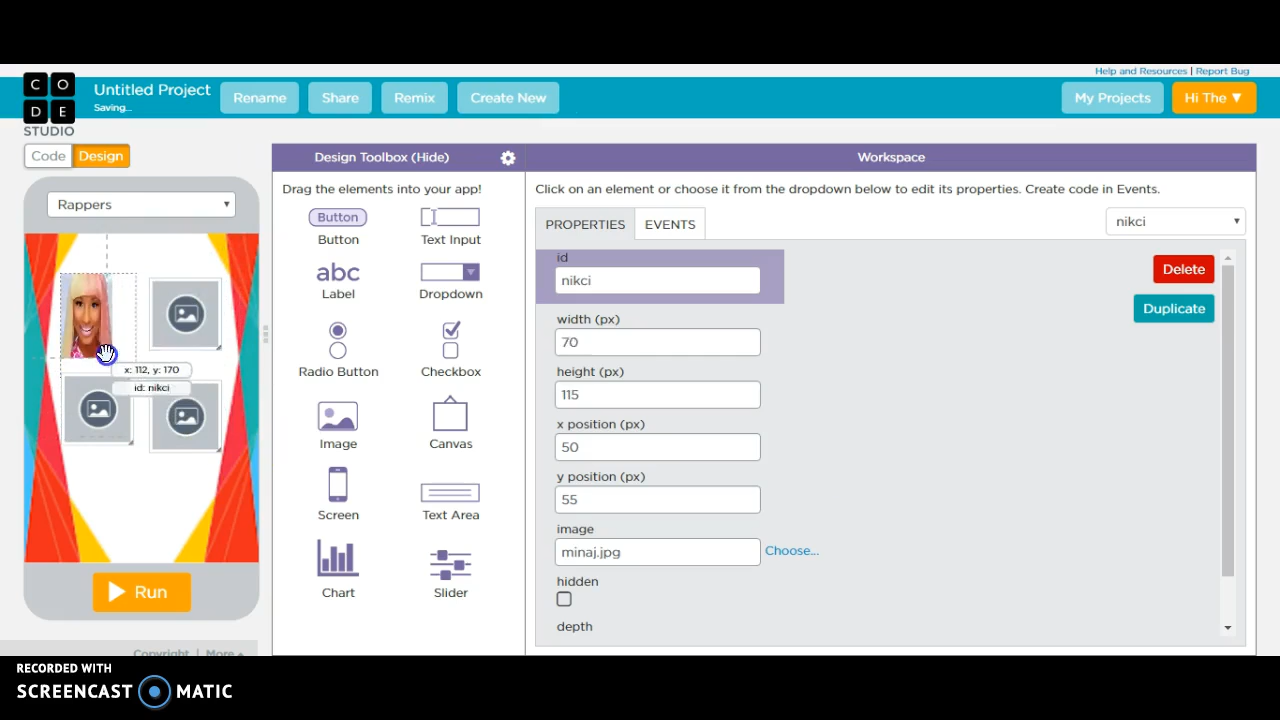 Help and Resources | Report Bug
C O
D E
STUDIO
Untitled Project
Saving...
Rename
Share
Remix
Create New
My Projects
Hi The ▼
Code
Design
Design Toolbox (Hide)
Workspace
Rappers
Drag the elements into your app!
Click on an element or choose it from the dropdown below to edit its properties. Create code in Events.
Button
Button
Text Input
abc
Label
Dropdown
Radio Button
Checkbox
Image
Canvas
Screen
Text Area
Chart
Slider
PROPERTIES
EVENTS
nikci
id
nikci
Delete
Duplicate
width (px)
70
height (px)
115
x position (px)
50
y position (px)
55
image
minaj.jpg
Choose...
hidden
depth
x: 112, y: 170
id: nikci
Run
Copyright | More
RECORDED WITH
SCREENCAST MATIC